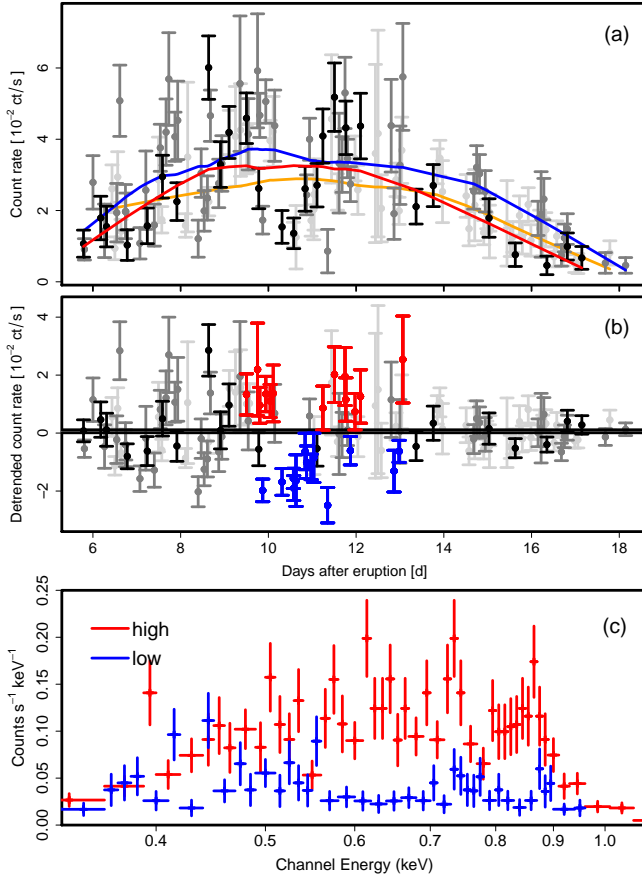 (a)
Count rate [ 10⁻² ct / s ]
0 2 4 6
(b)
Detrended count rate [ 10⁻² ct / s ]
-2 0 2 4
6 8 10 12 14 16 18
Days after eruption [d]
(c)
high
low
Counts s⁻¹ keV⁻¹
0.00 0.05 0.10 0.15 0.20 0.25
0.4 0.5 0.6 0.7 0.8 0.9 1.0
Channel Energy (keV)